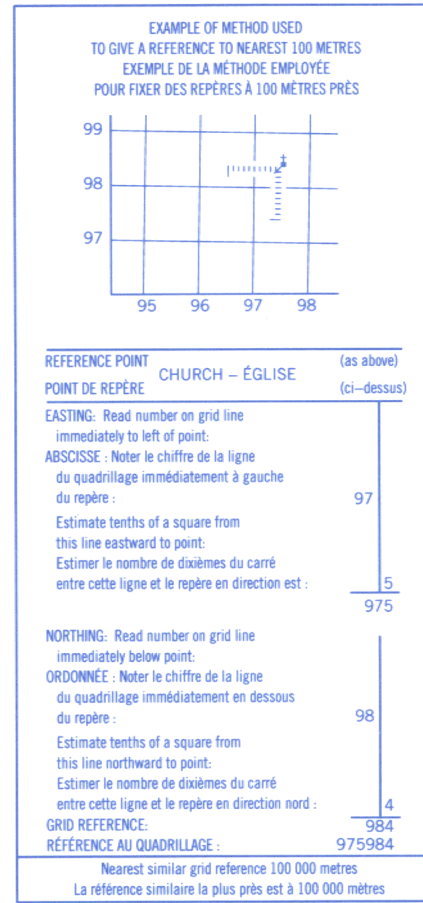 EXAMPLE OF METHOD USED
TO GIVE A REFERENCE TO NEAREST 100 METRES
EXEMPLE DE LA MÉTHODE EMPLOYÉE
POUR FIXER DES REPÈRES À 100 MÈTRES PRÈS
99
98
97
95 96 97 98
REFERENCE POINT CHURCH – ÉGLISE (as above)
POINT DE REPÈRE (ci–dessus)
EASTING: Read number on grid line
immediately to left of point:
ABSCISSE : Noter le chiffre de la ligne
du quadrillage immédiatement à gauche
du repère : 97
Estimate tenths of a square from
this line eastward to point:
Estimer le nombre de dixièmes du carré
entre cette ligne et le repère en direction est : 5
975
NORTHING: Read number on grid line
immediately below point:
ORDONNÉE : Noter le chiffre de la ligne
du quadrillage immédiatement en dessous
du repère : 98
Estimate tenths of a square from
this line northward to point:
Estimer le nombre de dixièmes du carré
entre cette ligne et le repère en direction nord : 4
GRID REFERENCE: 984
RÉFÉRENCE AU QUADRILLAGE : 975984
Nearest similar grid reference 100 000 metres
La référence similaire la plus près est à 100 000 mètres